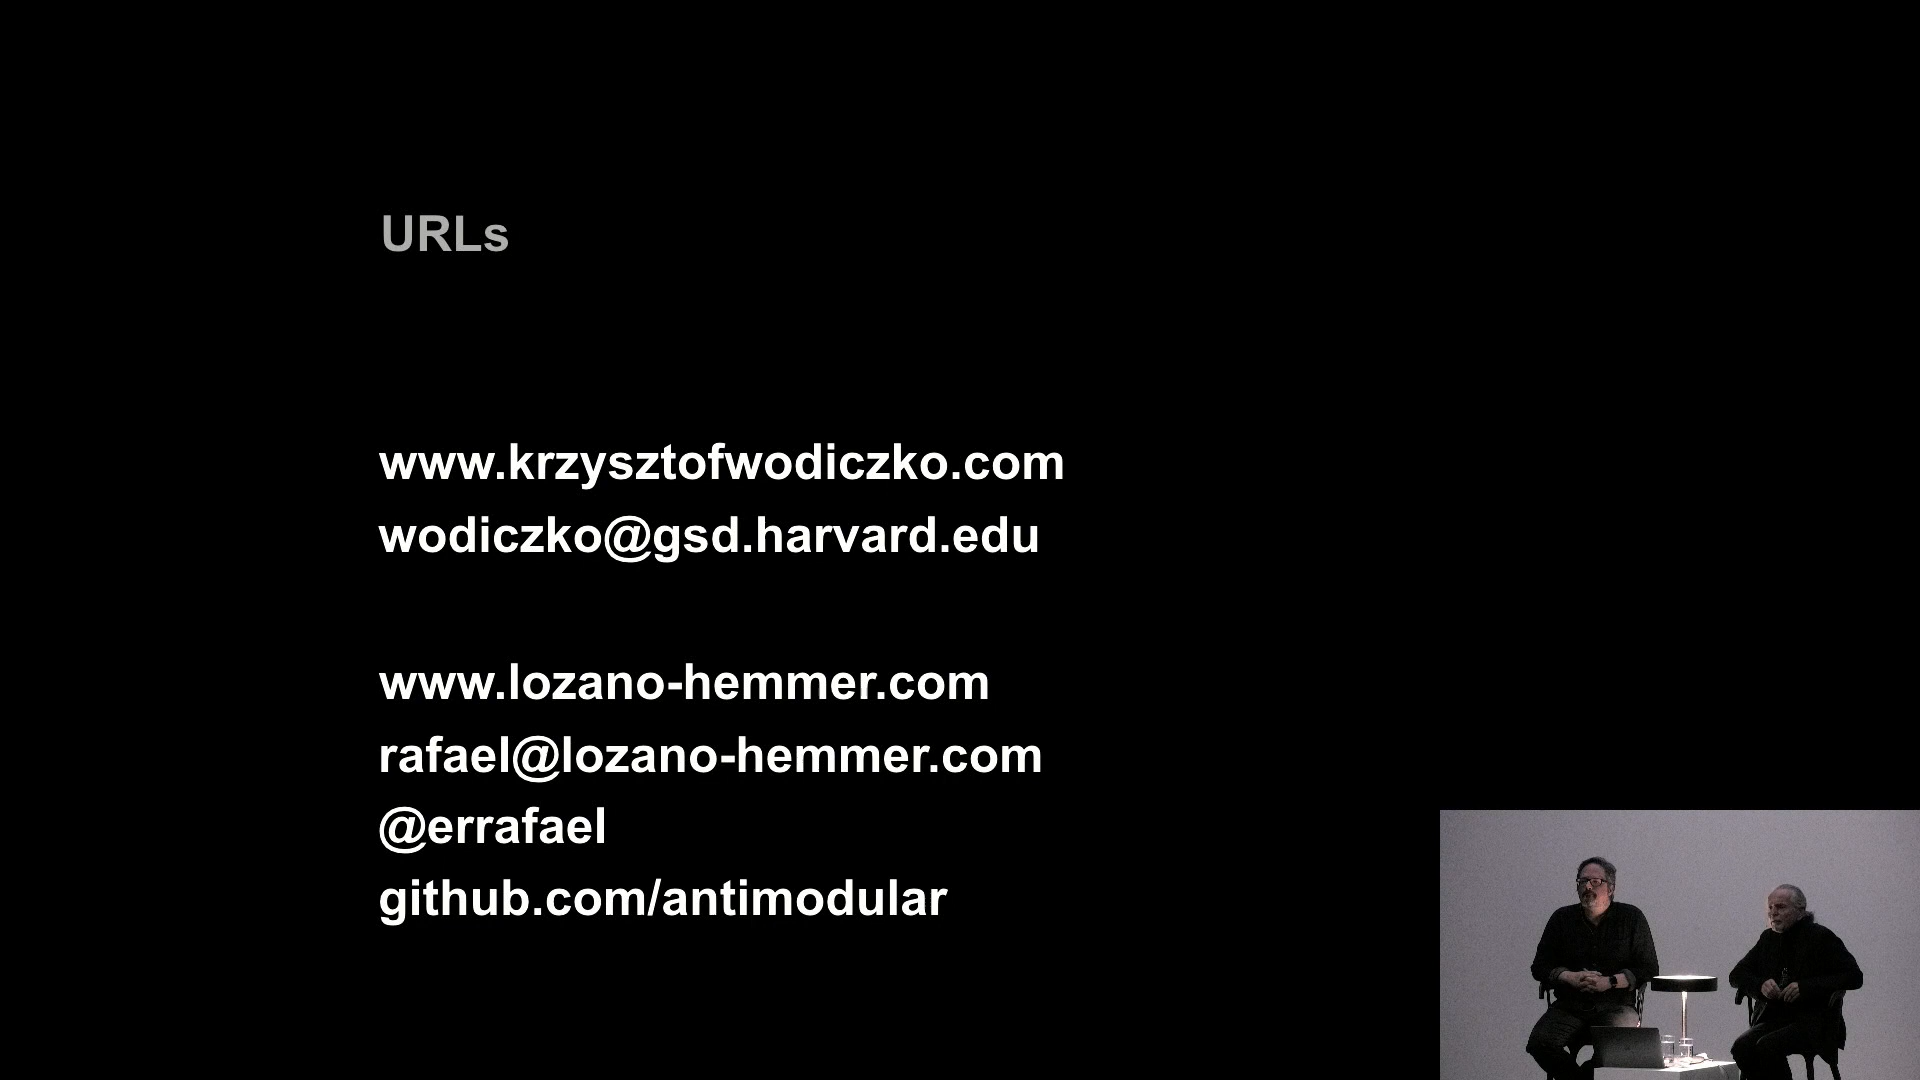 URLs
www.krzysztofwodiczko.com
wodiczko@gsd.harvard.edu
www.lozano-hemmer.com
rafael@lozano-hemmer.com
@errafael
github.com/antimodular